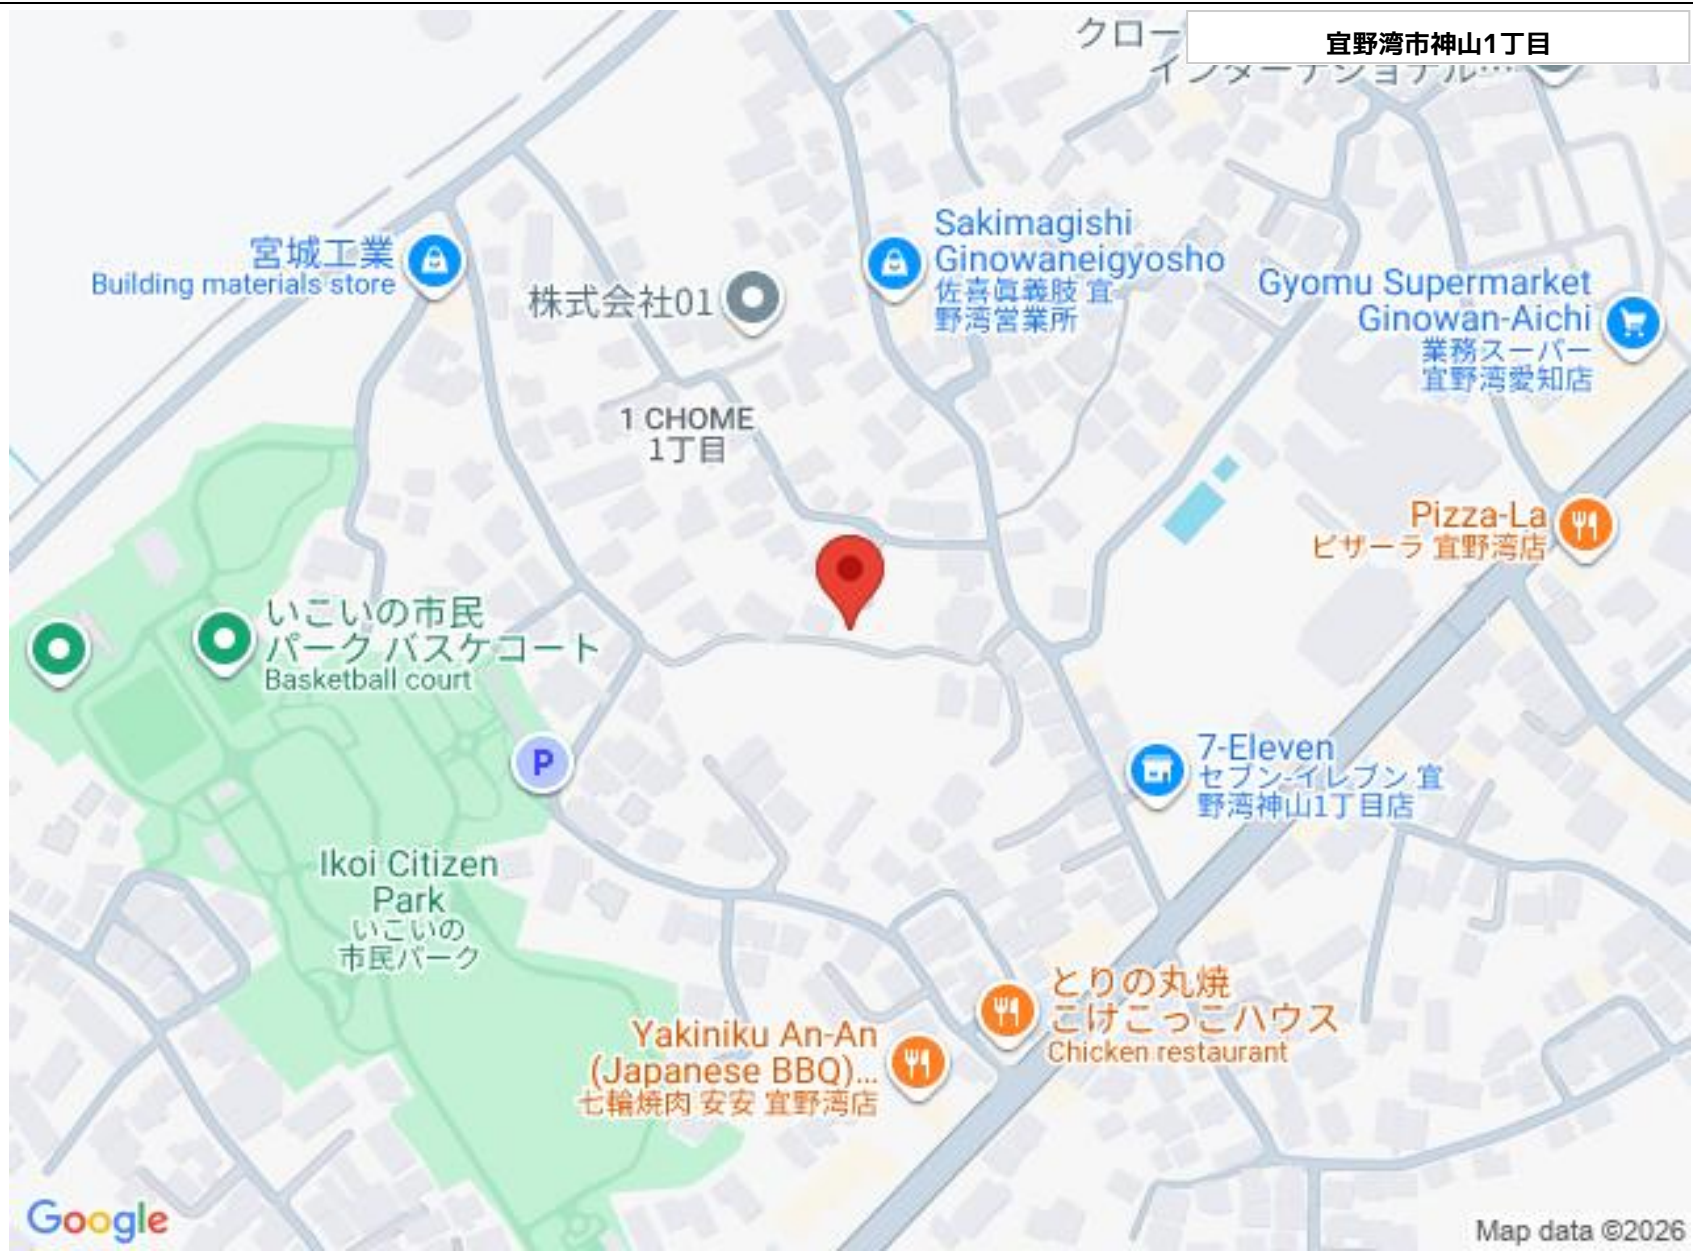 宜野湾市神山1丁目
クロー
インターナショナル…
Sakimagishi
Ginowaneigyosho
佐喜眞義肢 宜
野湾営業所
宮城工業
Building materials store
株式会社01
Gyomu Supermarket
Ginowan-Aichi
業務スーパー
宜野湾愛知店
1 CHOME
1丁目
Pizza-La
ピザーラ 宜野湾店
いこいの市民
パーク バスケコート
Basketball court
P
7-Eleven
セブン-イレブン 宜
野湾神山1丁目店
Ikoi Citizen
Park
いこいの
市民パーク
とりの丸焼
こけこっこハウス
Chicken restaurant
Yakiniku An-An
(Japanese BBQ)...
七輪焼肉 安安 宜野湾店
Google
Map data ©2026